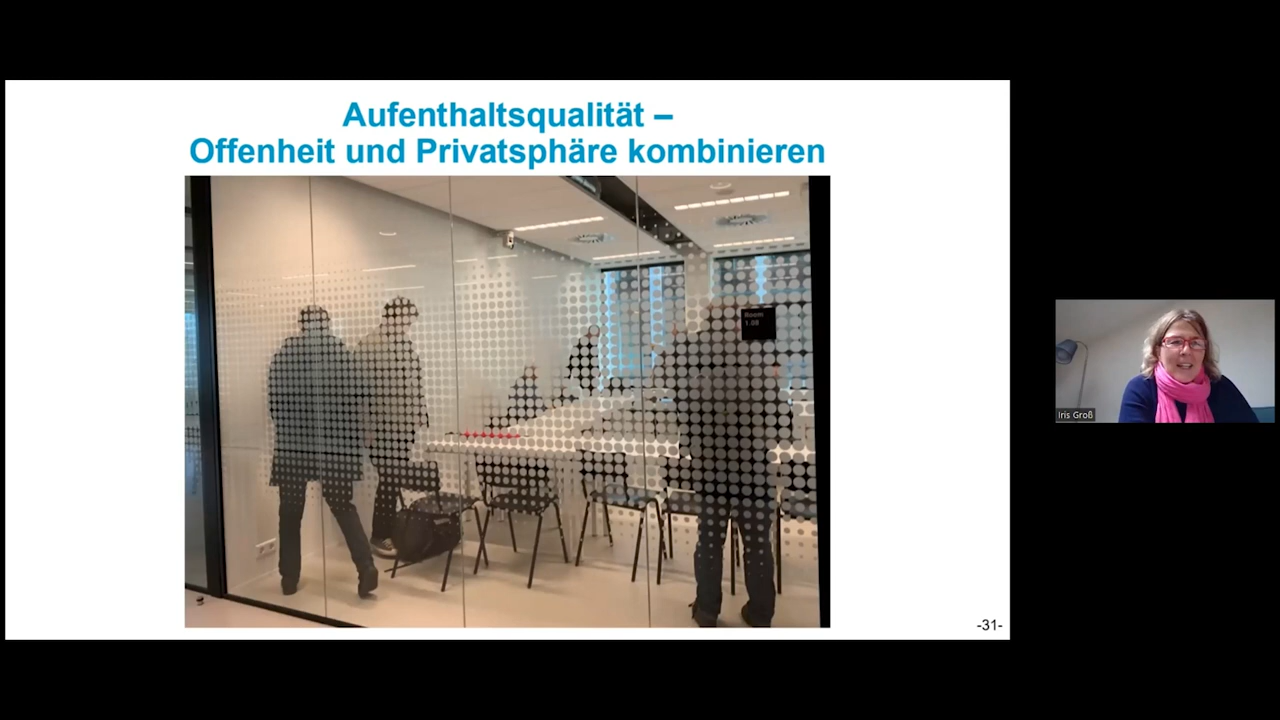 Aufenthaltsqualität –
Offenheit und Privatsphäre kombinieren
Room
1.08
-31-
Iris Groß